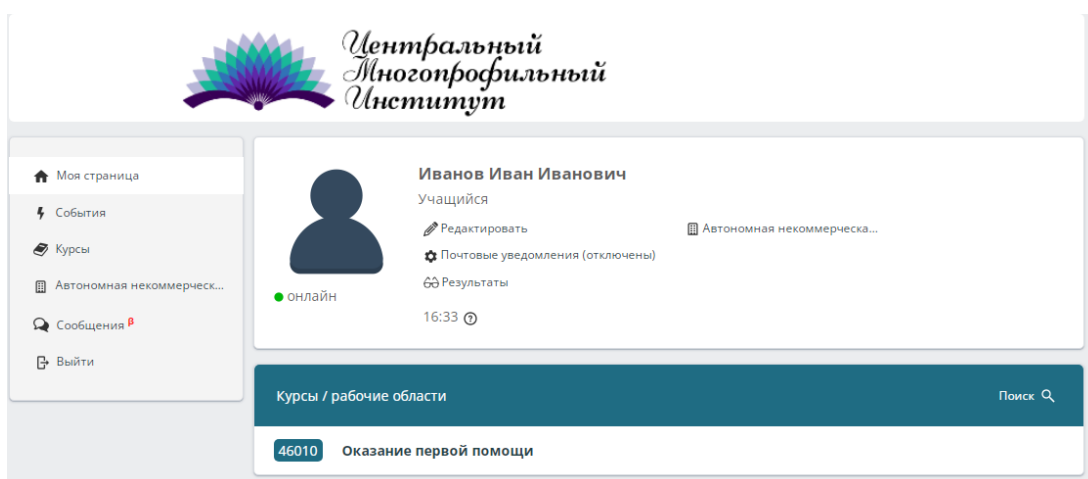 Центральный
Многопрофильный
Институт
Моя страница
События
Курсы
Автономная некоммерческ...
Сообщения β
Выйти
Иванов Иван Иванович
Учащийся
Редактировать
Автономная некоммерческа...
Почтовые уведомления (отключены)
Результаты
онлайн
16:33
Курсы / рабочие области
Поиск
46010 Оказание первой помощи